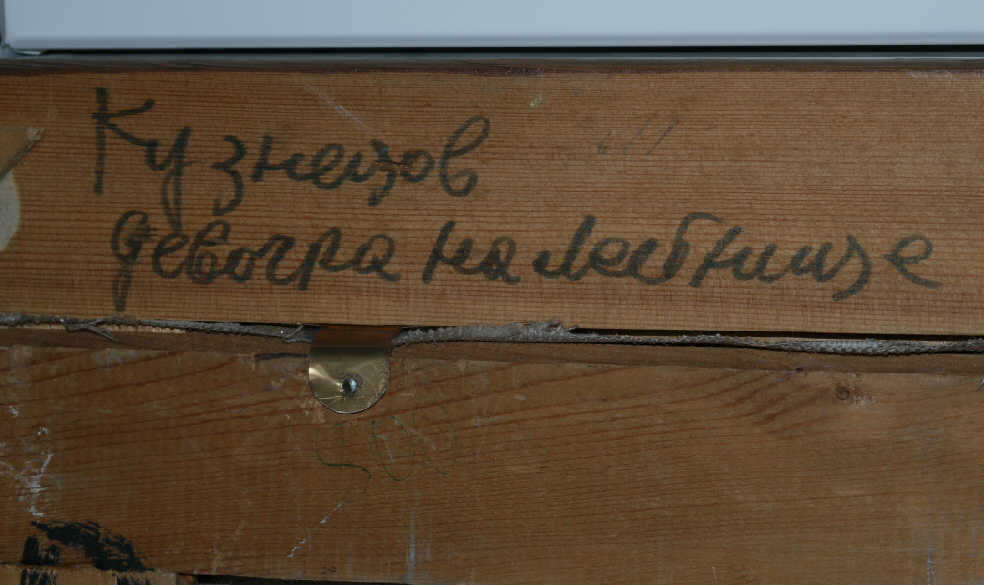 Кузнецов
девочка на лестнице